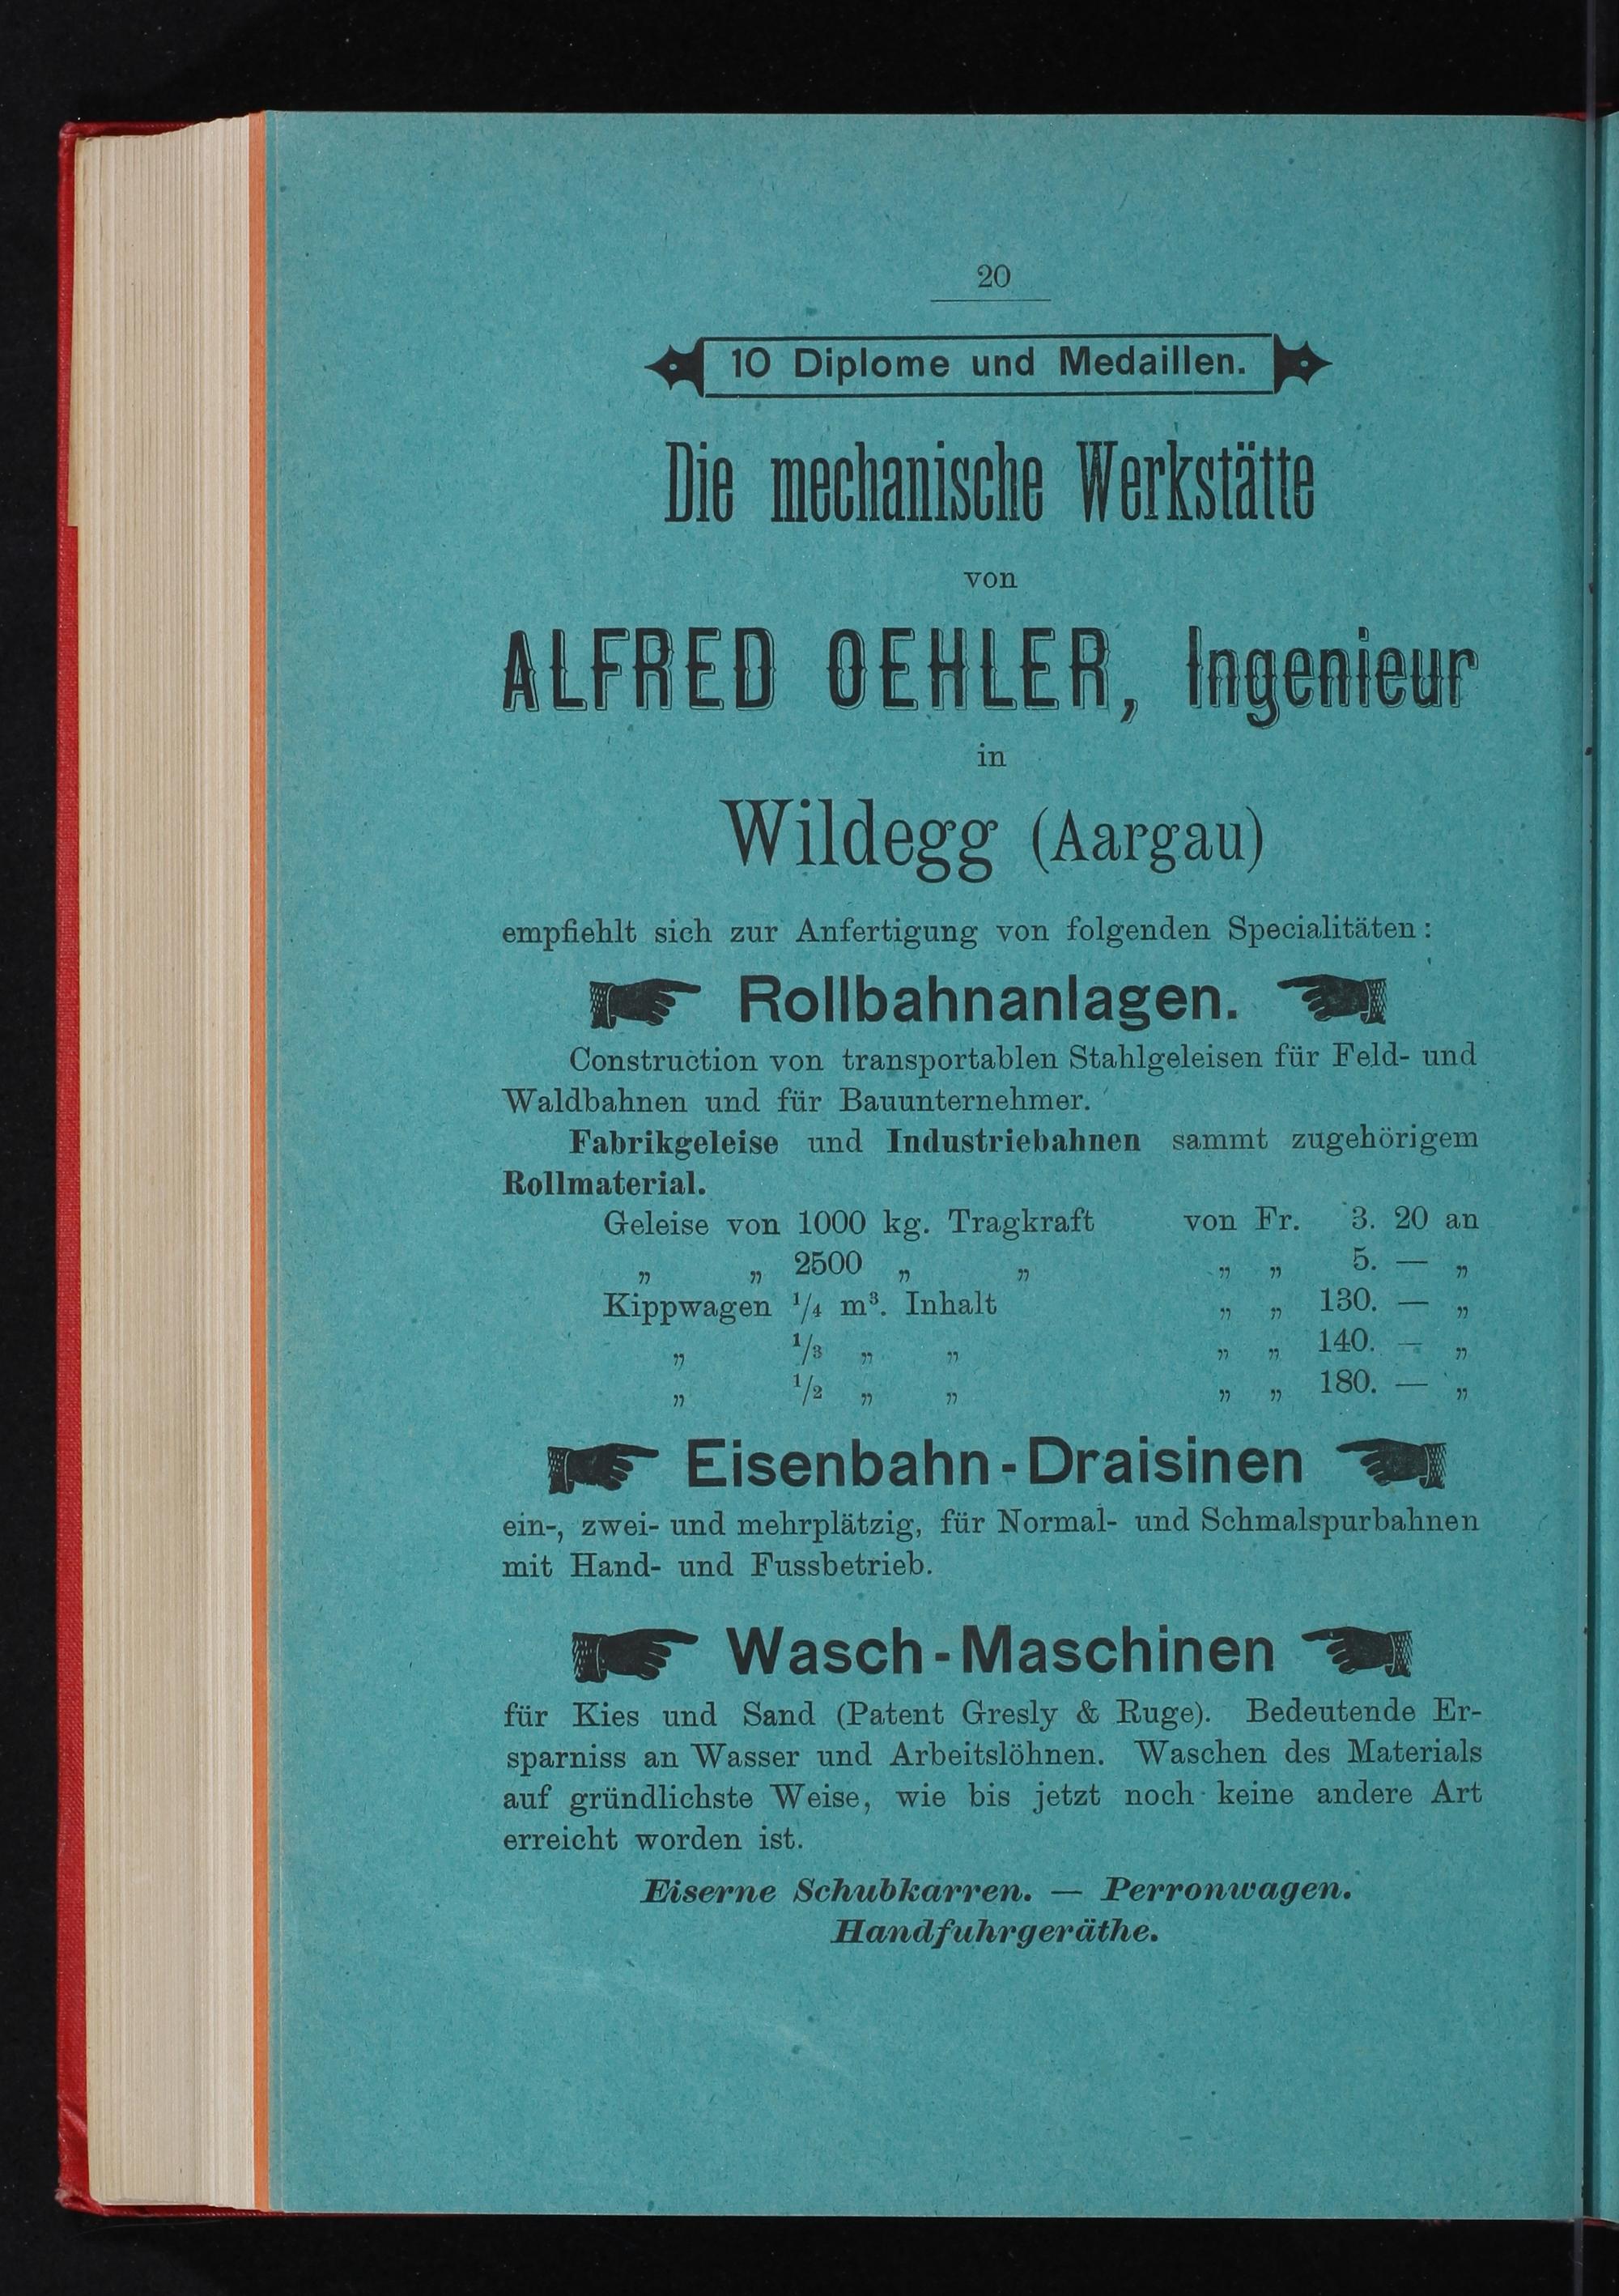 20
10 Diplome und Medaillen.
Die mechanische Werkstätte
von
ALFRED OEHLER, Ingenieur
in
Wildegg (Aargau)
empfiehlt sich zur Anfertigung von folgenden Specialitäten:
Rollbahnanlagen.
Construction von transportablen Stahlgeleisen für Feld- und
Waldbahnen und für Bauunternehmer.
Fabrikgeleise und Industriebahnen sammt zugehörigem
Rollmaterial.
Geleise von 1000 kg. Tragkraft von Fr. 3. 20 an
„ „ 2500 „ „ „ „ 5. — „
Kippwagen 1/4 m³. Inhalt „ „ 130. — „
„ 1/3 „ „ „ „ 140. — „
„ 1/2 „ „ „ „ 180. — „
Eisenbahn-Draisinen
ein-, zwei- und mehrplätzig, für Normal- und Schmalspurbahnen
mit Hand- und Fussbetrieb.
Wasch-Maschinen
für Kies und Sand (Patent Gresly & Ruge). Bedeutende Er-
sparniss an Wasser und Arbeitslöhnen. Waschen des Materials
auf gründlichste Weise, wie bis jetzt noch keine andere Art
erreicht worden ist.
Eiserne Schubkarren. — Perronwagen.
Handfuhrgeräthe.